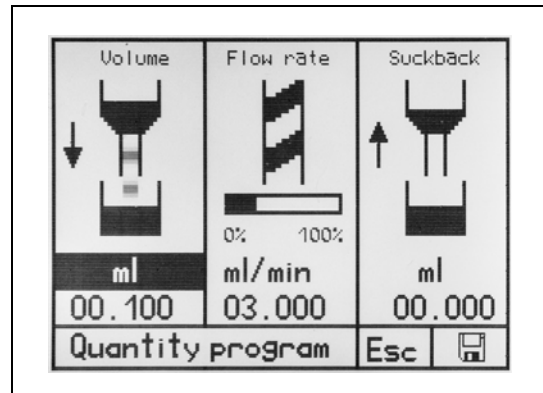 Volume Flow rate Suckback
0% 100%
ml ml/min ml
00.100 03.000 00.000
Quantity program Esc